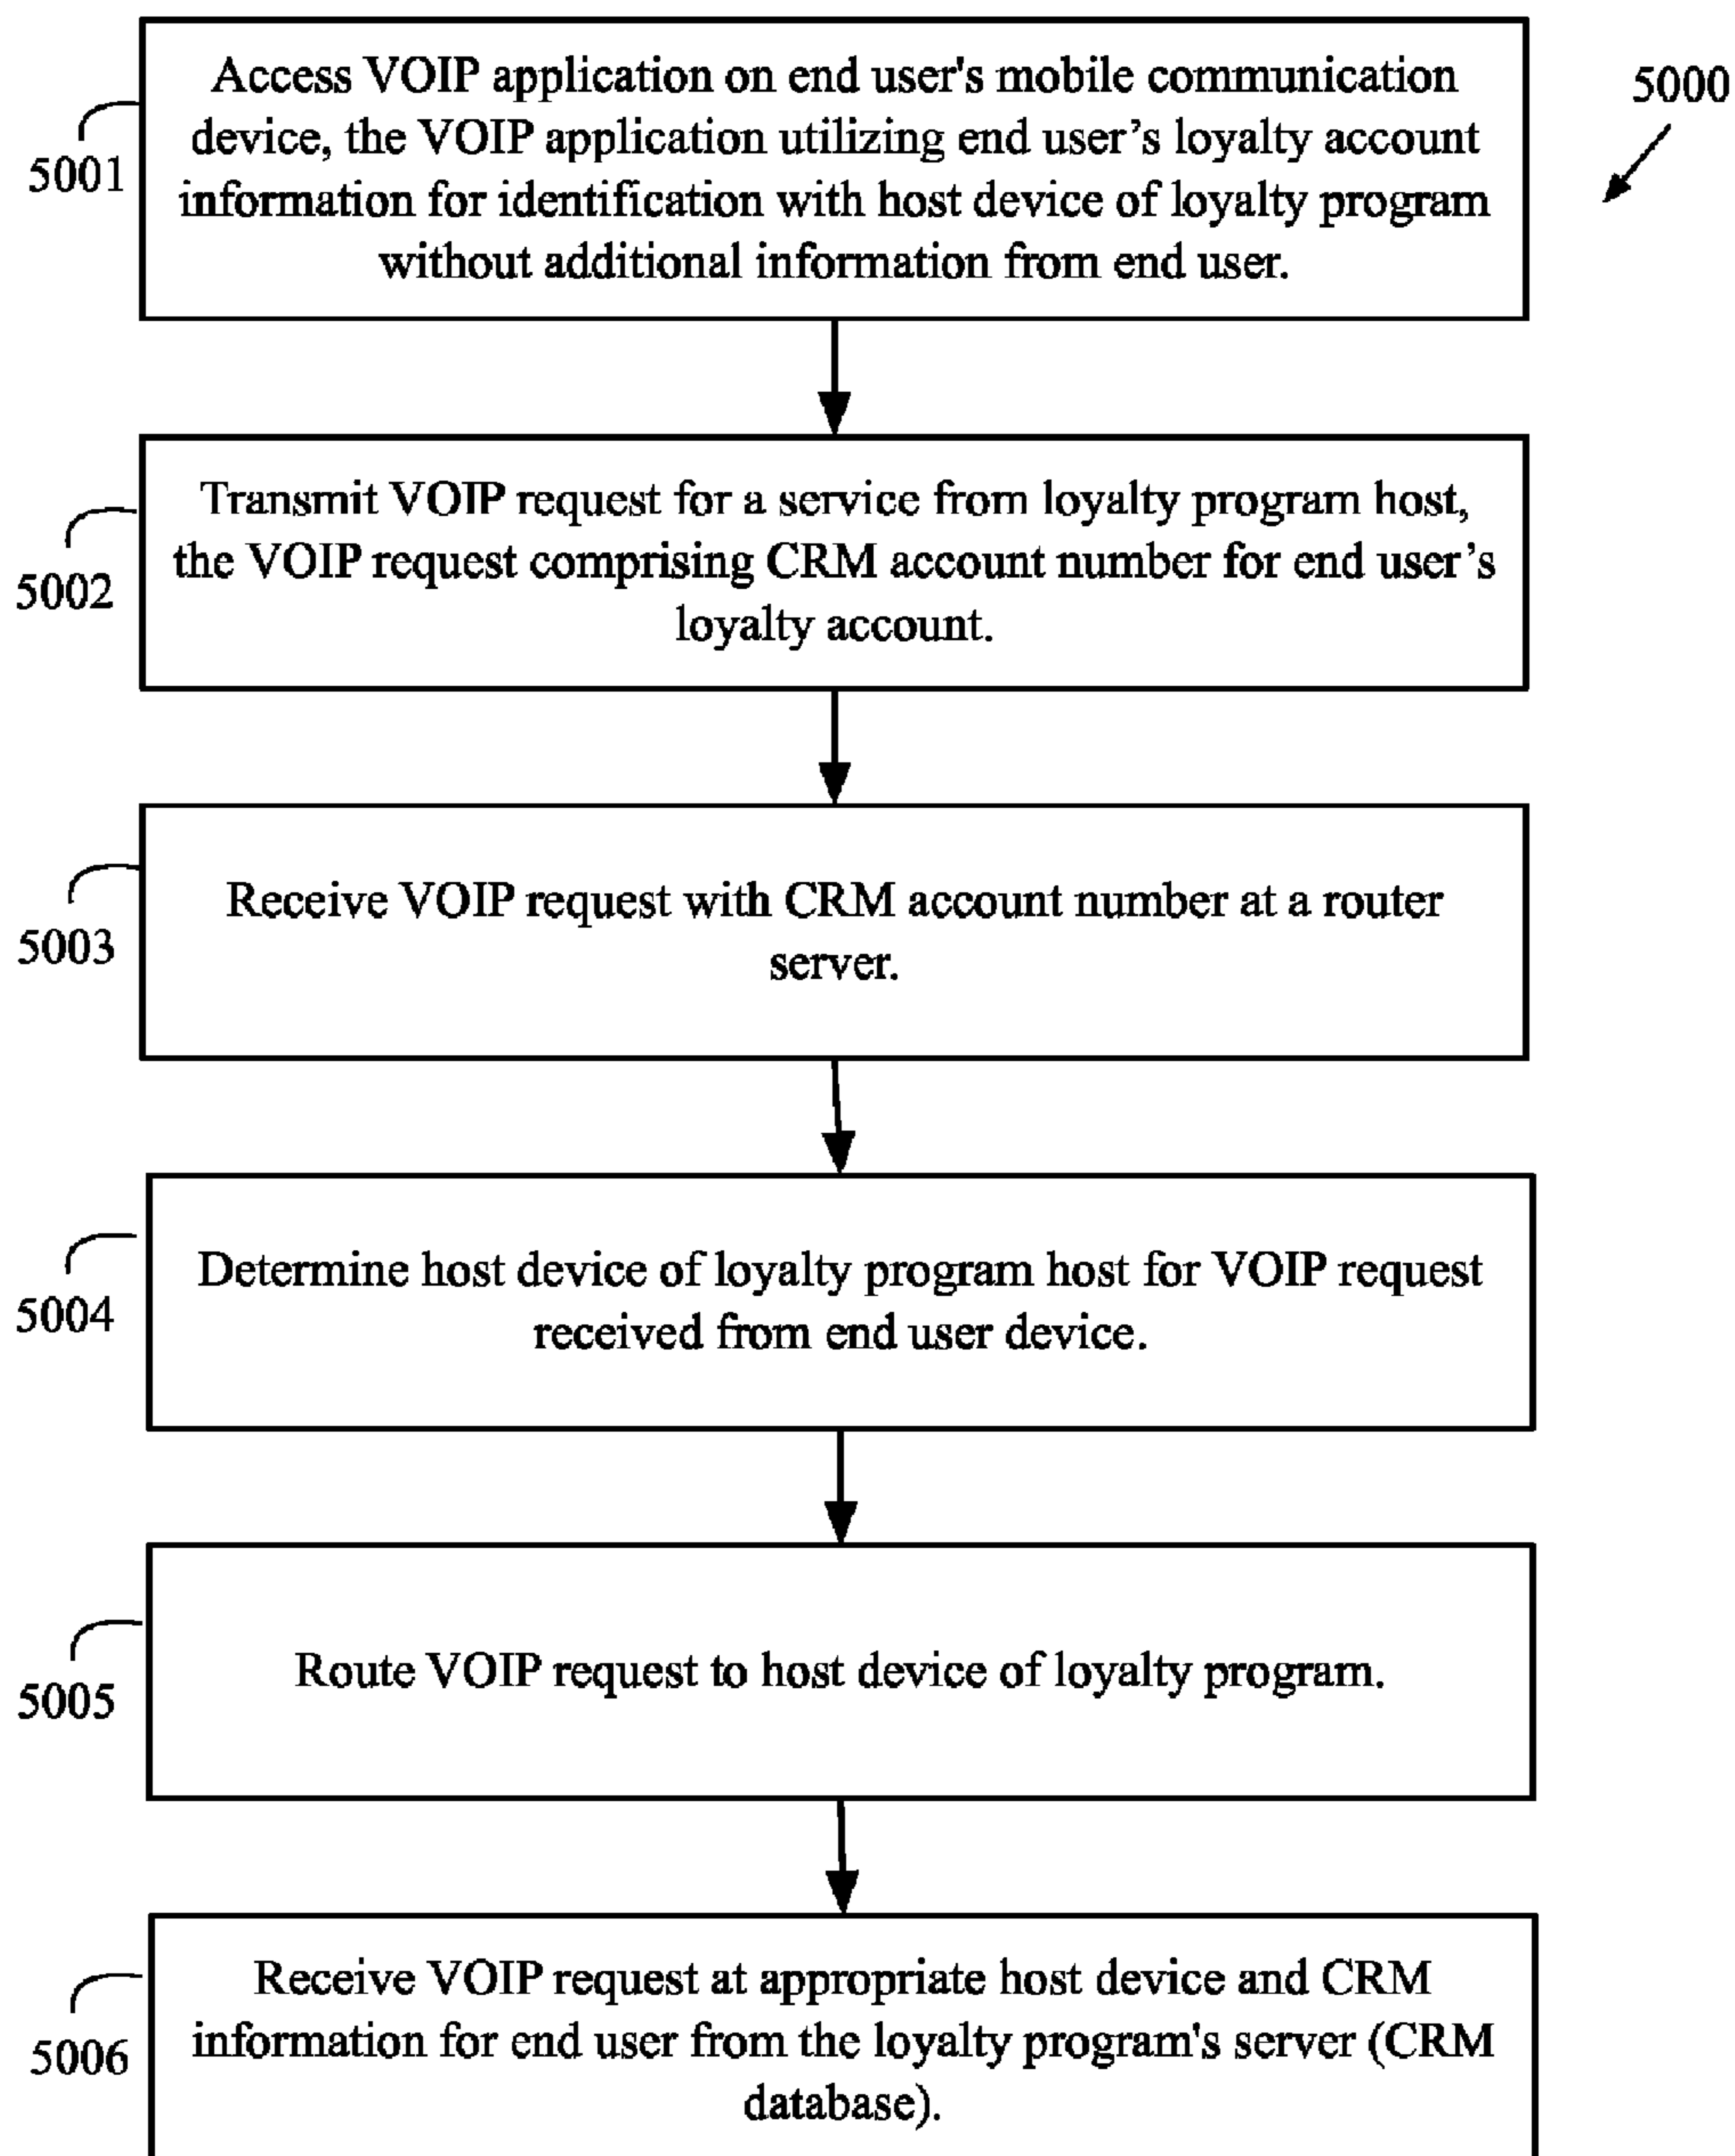 Access VOIP application on end user's mobile communication
device, the VOIP application utilizing end user’s loyalty account
information for identification with host device of loyalty program
without additional information from end user.
5000
5001
Transmit VOIP request for a service from loyalty program host,
the VOIP request comprising CRM account number for end user’s
loyalty account.
5002
Receive VOIP request with CRM account number at a router
server.
5003
Determine host device of loyalty program host for VOIP request
received from end user device.
5004
Route VOIP request to host device of loyalty program.
5005
Receive VOIP request at appropriate host device and CRM
information for end user from the loyalty program's server (CRM
database).
5006